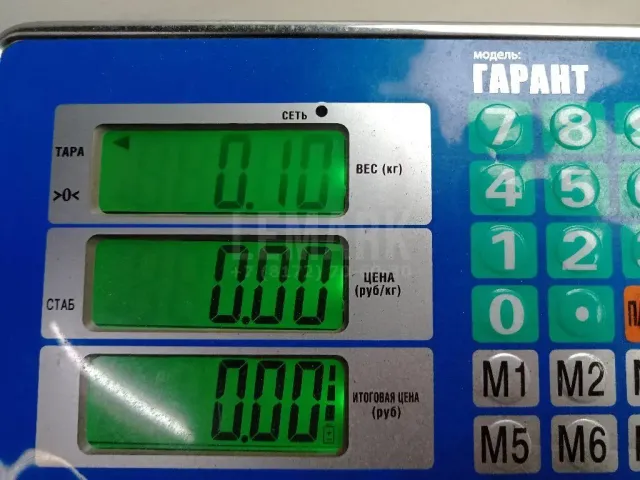 модель:
ГАРАНТ
СЕТЬ
ТАРА
>0<
0.10
ВЕС (кг)
СТАБ
0.00
ЦЕНА
(руб/кг)
0.00
ИТОГОВАЯ ЦЕНА
(руб)
7 8
4 5
1 2
0 •
M1 M2
M5 M6
LEMARK